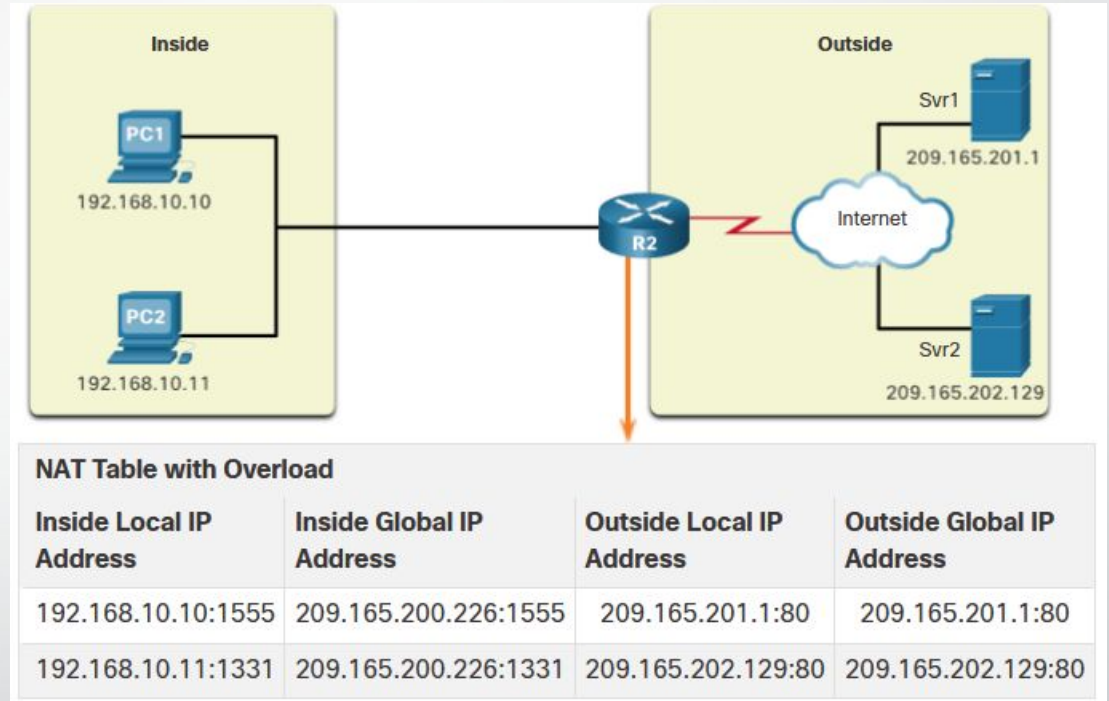 Inside
Outside
PC1
192.168.10.10
Svr1
209.165.201.1
Internet
R2
PC2
192.168.10.11
Svr2
209.165.202.129
NAT Table with Overload
Inside Local IP Address
Inside Global IP Address
Outside Local IP Address
Outside Global IP Address
192.168.10.10:1555 209.165.200.226:1555 209.165.201.1:80 209.165.201.1:80
192.168.10.11:1331 209.165.200.226:1331 209.165.202.129:80 209.165.202.129:80